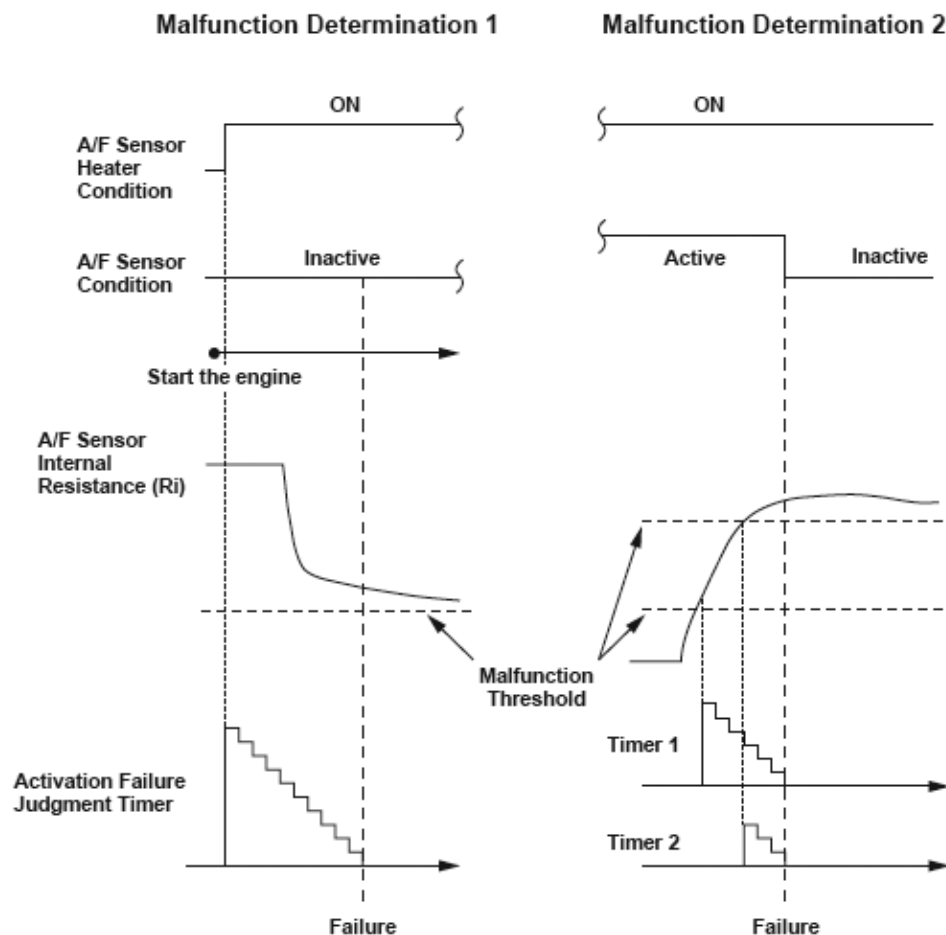 Malfunction Determination 1
Malfunction Determination 2
ON
ON
A/F Sensor
Heater
Condition
A/F Sensor
Condition
Inactive
Active
Inactive
Start the engine
A/F Sensor
Internal
Resistance (Ri)
Malfunction
Threshold
Activation Failure
Judgment Timer
Timer 1
Timer 2
Failure
Failure